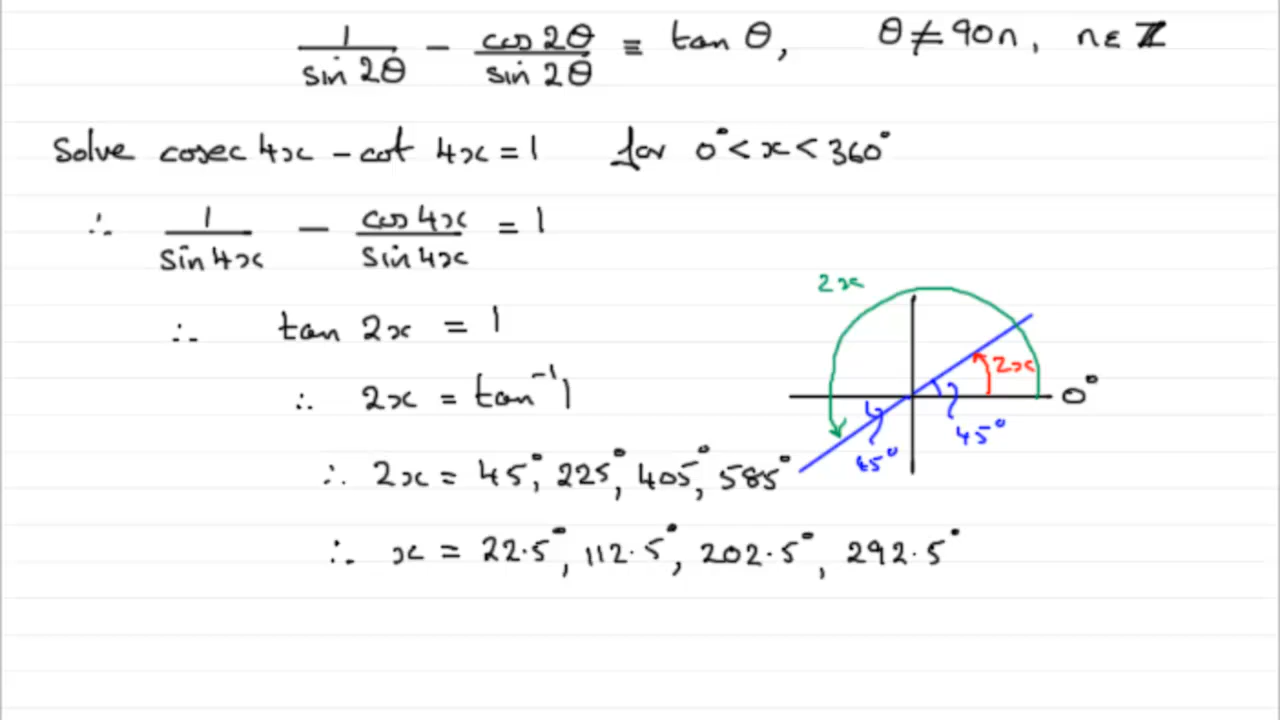 1/sin 2θ − cos 2θ/sin 2θ ≡ tan θ, θ ≠ 90n, n ∈ ℤ
Solve cosec 4x − cot 4x = 1 for 0° < x < 360°
∴ 1/sin 4x − cos 4x/sin 4x = 1
∴ tan 2x = 1
∴ 2x = tan⁻¹ 1
∴ 2x = 45°, 225°, 405°, 585°
∴ x = 22.5°, 112.5°, 202.5°, 292.5°
2x
2x
0°
45°
45°